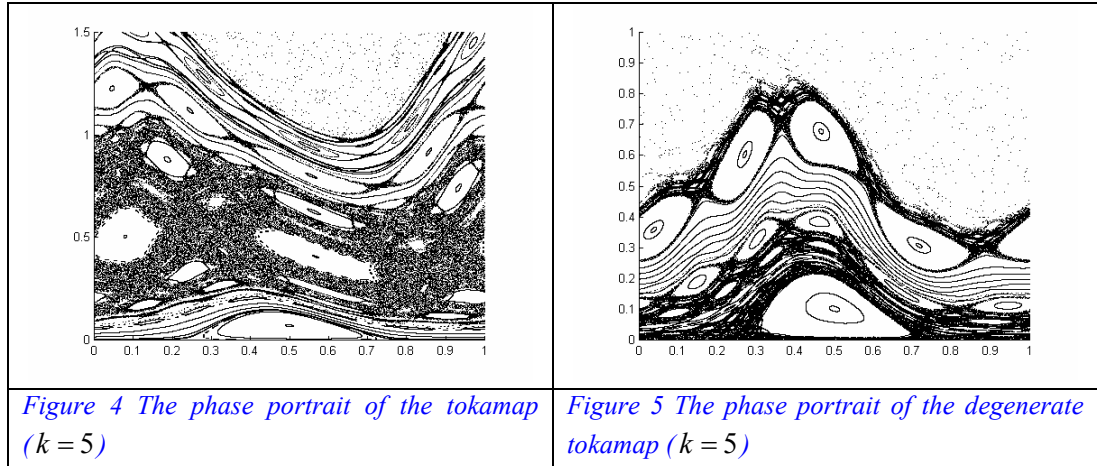 1.5
1
0.5
0
0 0.1 0.2 0.3 0.4 0.5 0.6 0.7 0.8 0.9 1
1
0.9
0.8
0.7
0.6
0.5
0.4
0.3
0.2
0.1
0
0 0.1 0.2 0.3 0.4 0.5 0.6 0.7 0.8 0.9 1
Figure 4 The phase portrait of the tokamap
(k = 5)
Figure 5 The phase portrait of the degenerate
tokamap (k = 5)